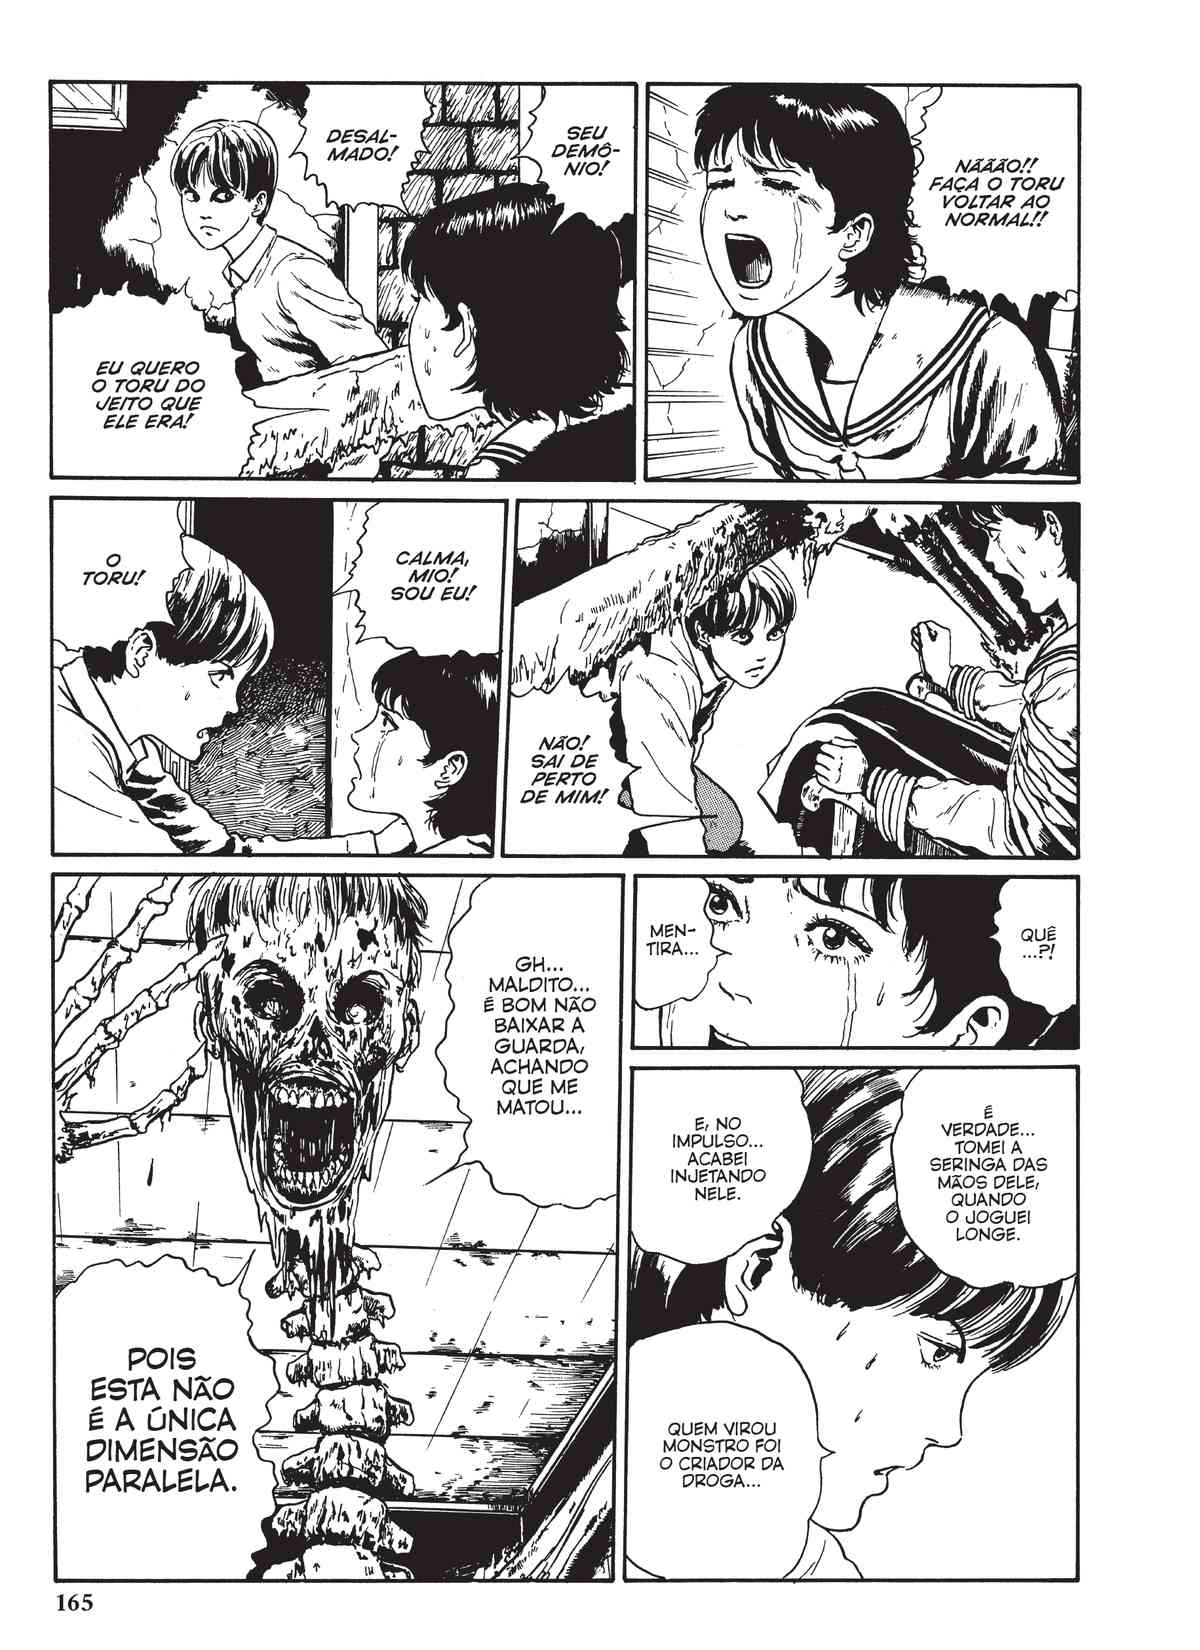 NÃÃÃO!!
FAÇA O TORU
VOLTAR AO
NORMAL!!
SEU
DEMÔ-
NIO!
DESAL-
MADO!
EU QUERO
O TORU DO
JEITO QUE
ELE ERA!
NÃO!
SAI DE
PERTO
DE MIM!
CALMA,
MIO!
SOU EU!
O
TORU!
QUÊ
...?!
MEN-
TIRA...
É
VERDADE...
TOMEI A
SERINGA DAS
MÃOS DELE,
QUANDO
O JOGUEI
LONGE.
E, NO
IMPULSO...
ACABEI
INJETANDO
NELE.
QUEM VIROU
MONSTRO FOI
O CRIADOR DA
DROGA...
GH...
MALDITO...
É BOM NÃO
BAIXAR A
GUARDA,
ACHANDO
QUE ME
MATOU...
POIS
ESTA NÃO
É A ÚNICA
DIMENSÃO
PARALELA.
165